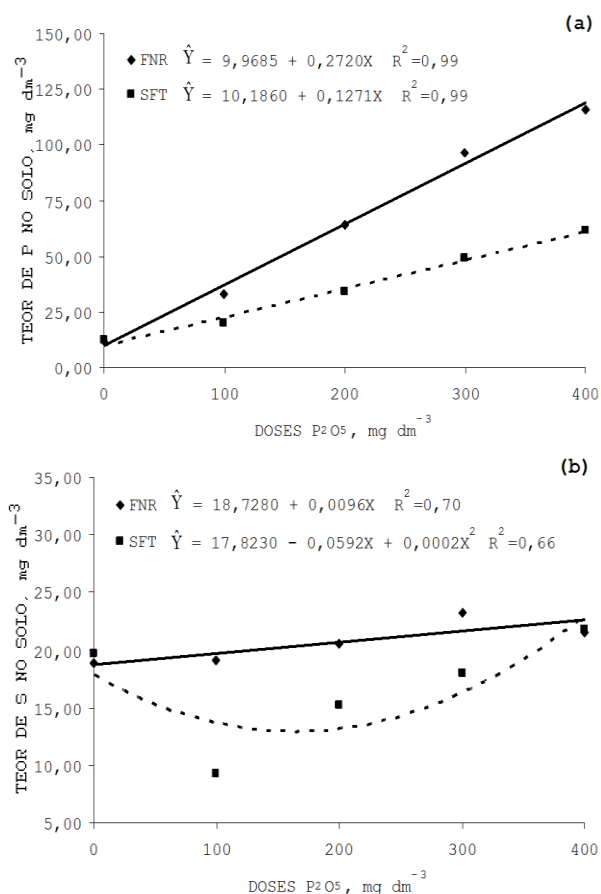 (a)
150,00
◆ FNR Ŷ = 9,9685 + 0,2720X R²=0,99
125,00
■ SFT Ŷ = 10,1860 + 0,1271X R²=0,99
100,00
75,00
50,00
25,00
0,00
TEOR DE P NO SOLO, mg dm⁻³
0 100 200 300 400
DOSES P₂O₅, mg dm⁻³
(b)
35,00
◆ FNR Ŷ = 18,7280 + 0,0096X R²=0,70
30,00
■ SFT Ŷ = 17,8230 - 0,0592X + 0,0002X² R²=0,66
25,00
20,00
15,00
10,00
5,00
TEOR DE S NO SOLO, mg dm⁻³
0 100 200 300 400
DOSES P₂O₅, mg dm⁻³